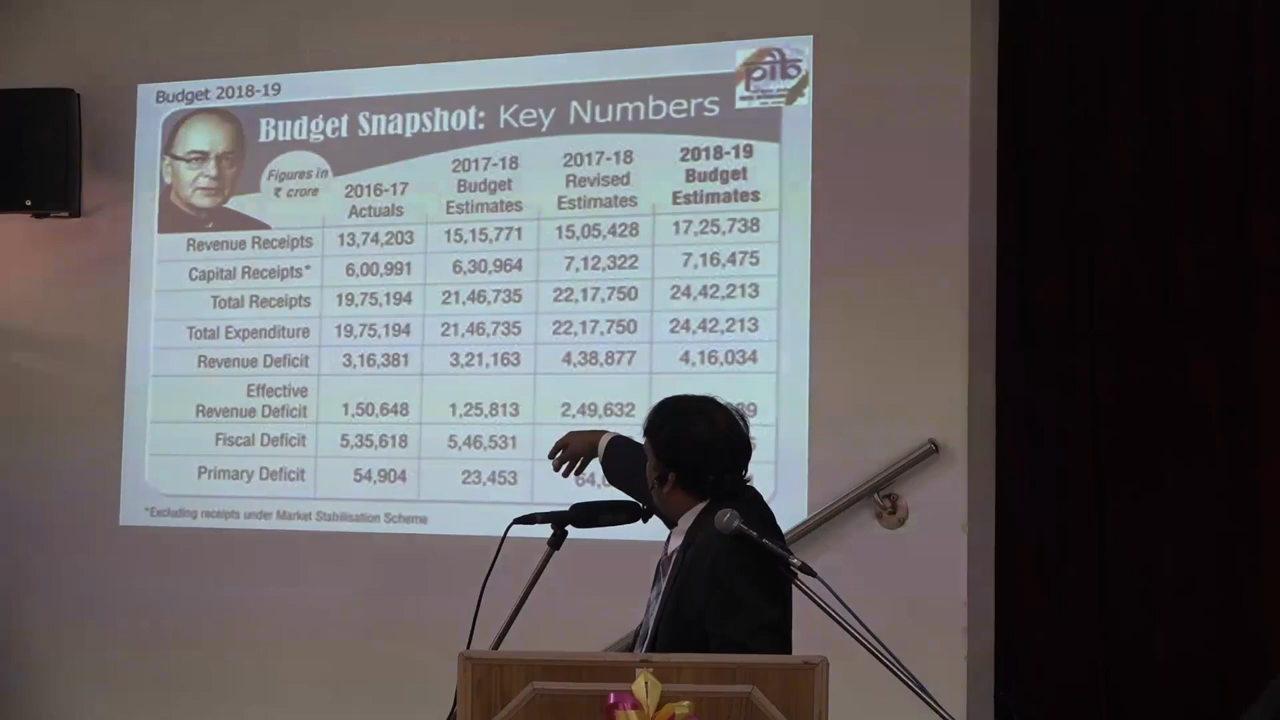 Budget 2018-19
pib
Budget Snapshot: Key Numbers
Figures in
₹ crore
2016-17
Actuals
2017-18
Budget
Estimates
2017-18
Revised
Estimates
2018-19
Budget
Estimates
Revenue Receipts 13,74,203 15,15,771 15,05,428 17,25,738
Capital Receipts* 6,00,991 6,30,964 7,12,322 7,16,475
Total Receipts 19,75,194 21,46,735 22,17,750 24,42,213
Total Expenditure 19,75,194 21,46,735 22,17,750 24,42,213
Revenue Deficit 3,16,381 3,21,163 4,38,877 4,16,034
Effective
Revenue Deficit 1,50,648 1,25,813 2,49,632
Fiscal Deficit 5,35,618 5,46,531
Primary Deficit 54,904 23,453
*Excluding receipts under Market Stabilisation Scheme